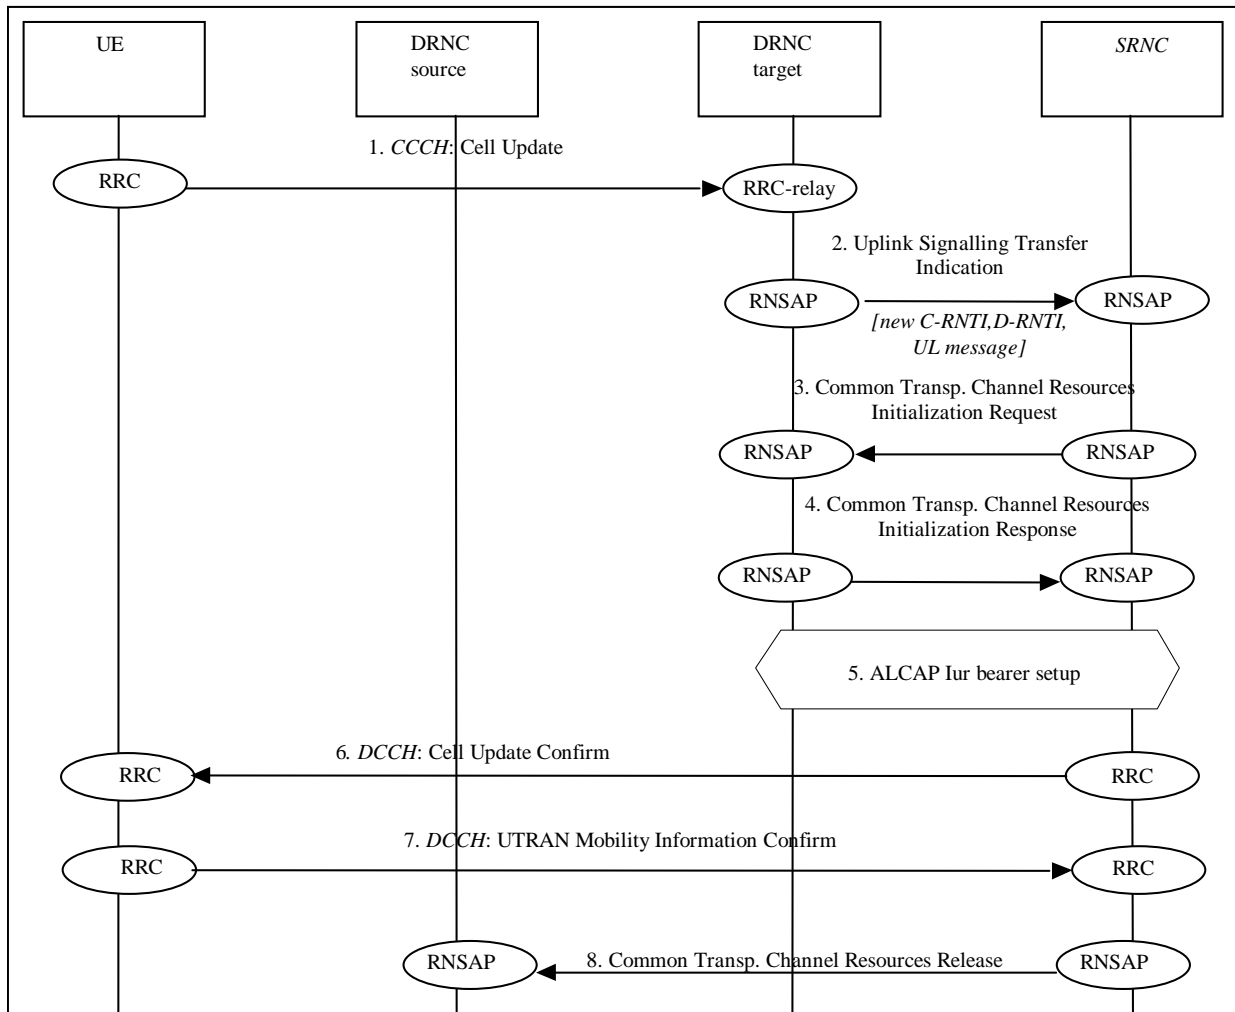 UE
DRNC
source
DRNC
target
SRNC
1. CCCH: Cell Update
RRC
RRC-relay
2. Uplink Signalling Transfer
Indication
RNSAP
RNSAP
[new C-RNTI,D-RNTI,
UL message]
3. Common Transp. Channel Resources
Initialization Request
RNSAP
RNSAP
4. Common Transp. Channel Resources
Initialization Response
RNSAP
RNSAP
5. ALCAP Iur bearer setup
6. DCCH: Cell Update Confirm
RRC
RRC
7. DCCH: UTRAN Mobility Information Confirm
RRC
RRC
RNSAP
8. Common Transp. Channel Resources Release
RNSAP